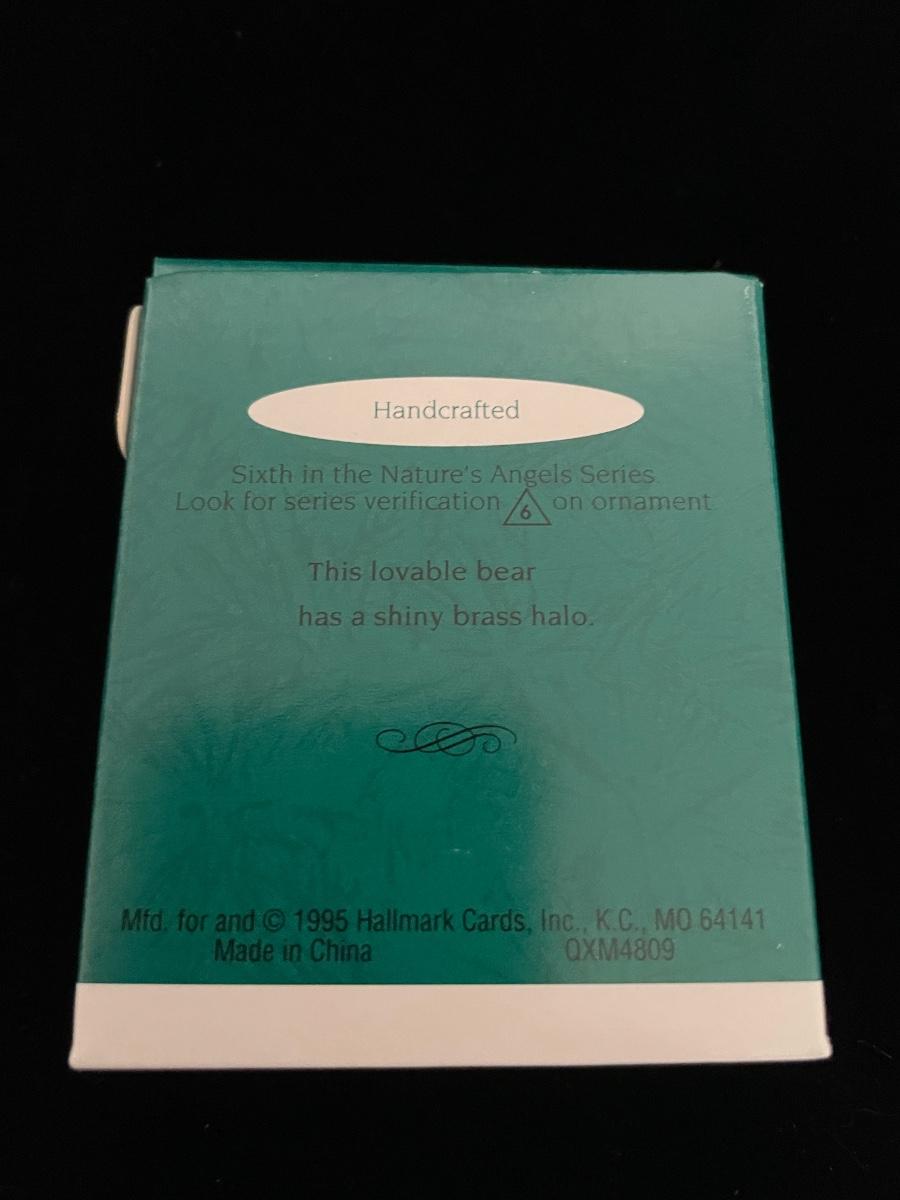 Handcrafted
Sixth in the Nature's Angels Series.
Look for series verification 6 on ornament
This lovable bear
has a shiny brass halo.
Mfd. for and © 1995 Hallmark Cards, Inc., K.C., MO 64141
Made in China QXM4809